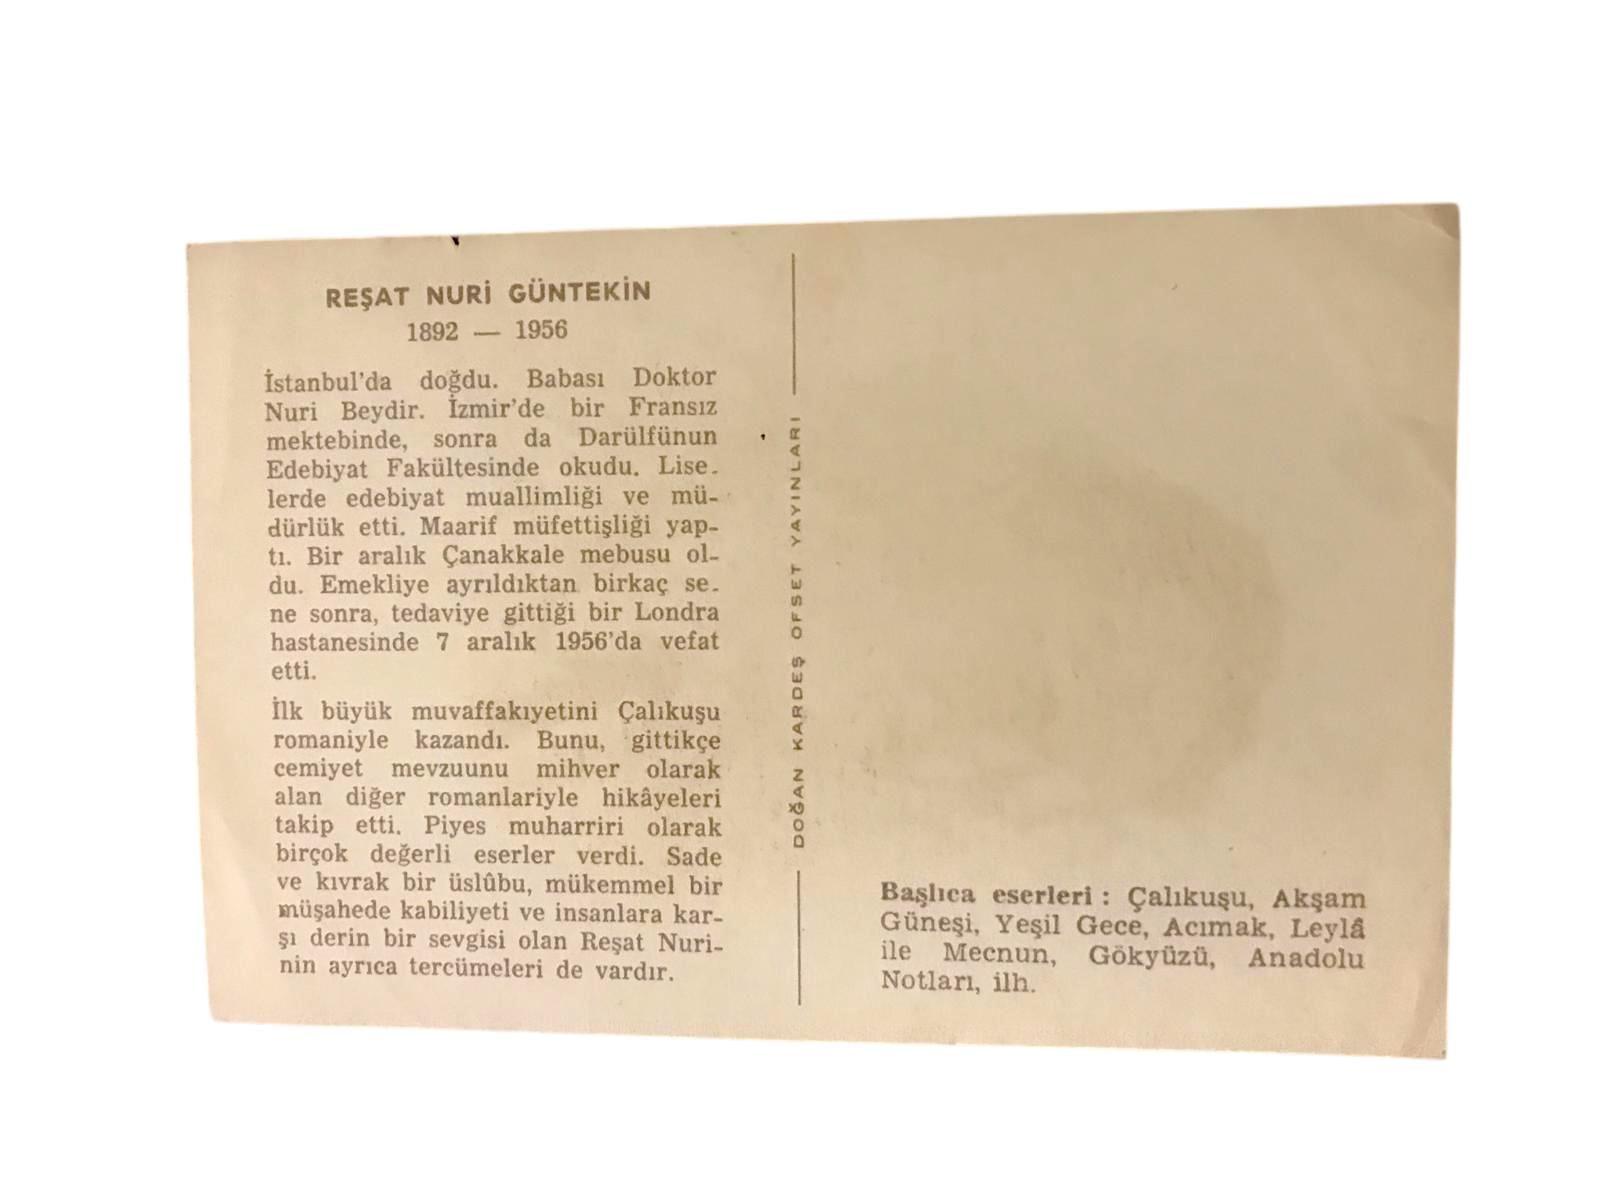 REŞAT NURİ GÜNTEKİN
1892 — 1956
İstanbul'da doğdu. Babası Doktor
Nuri Beydir. İzmir'de bir Fransız
mektebinde, sonra da Darülfünun
Edebiyat Fakültesinde okudu. Lise-
lerde edebiyat muallimliği ve mü-
dürlük etti. Maarif müfettişliği yap-
tı. Bir aralık Çanakkale mebusu ol-
du. Emekliye ayrıldıktan birkaç se-
ne sonra, tedaviye gittiği bir Londra
hastanesinde 7 aralık 1956'da vefat
etti.
İlk büyük muvaffakıyetini Çalıkuşu
romaniyle kazandı. Bunu, gittikçe
cemiyet mevzuunu mihver olarak
alan diğer romanlariyle hikâyeleri
takip etti. Piyes muharriri olarak
birçok değerli eserler verdi. Sade
ve kıvrak bir üslûbu, mükemmel bir
müşahede kabiliyeti ve insanlara kar-
şı derin bir sevgisi olan Reşat Nuri-
nin ayrıca tercümeleri de vardır.
DOĞAN KARDEŞ OFSET YAYINLARI
Başlıca eserleri : Çalıkuşu, Akşam
Güneşi, Yeşil Gece, Acımak, Leylâ
ile Mecnun, Gökyüzü, Anadolu
Notları, ilh.